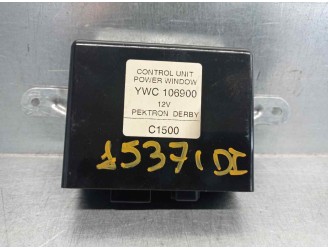 CONTROL UNIT
POWER WINDOW
YWC 106900
12V
PEKTRON DERBY
C1500
15371DI